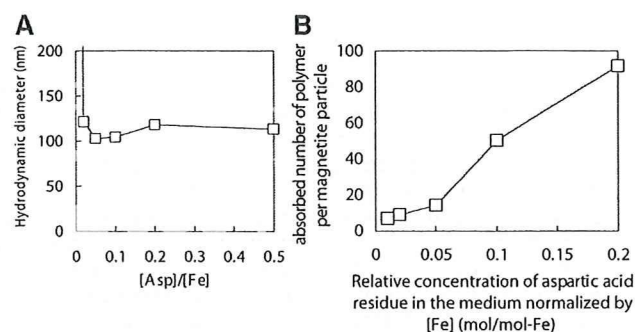 A
Hydrodynamic diameter (nm)
200
150
100
50
0
0 0.1 0.2 0.3 0.4 0.5
[Asp]/[Fe]
B
absorbed number of polymer
per magnetite particle
100
80
60
40
20
0
0 0.05 0.1 0.15 0.2
Relative concentration of aspartic acid
residue in the medium normalized by
[Fe] (mol/mol-Fe)